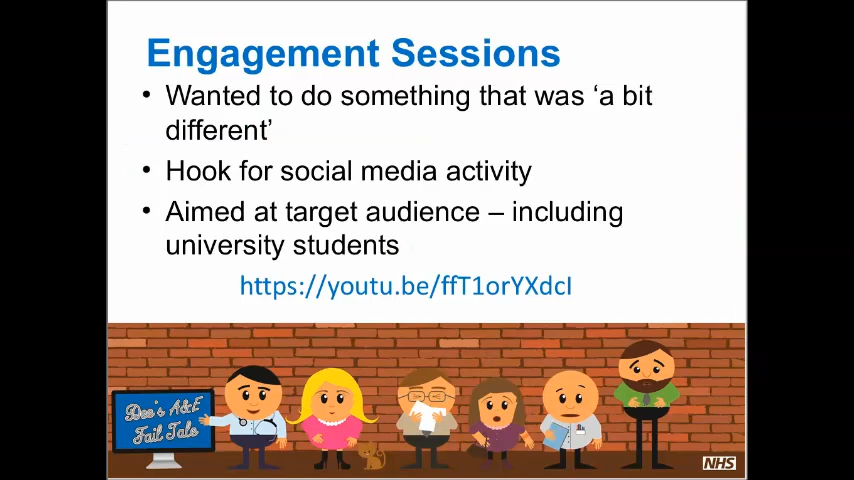 Engagement Sessions
• Wanted to do something that was ‘a bit
different’
• Hook for social media activity
• Aimed at target audience – including
university students
https://youtu.be/ffT1orYXdcI
Dee's A&E
Fail Tale
NHS